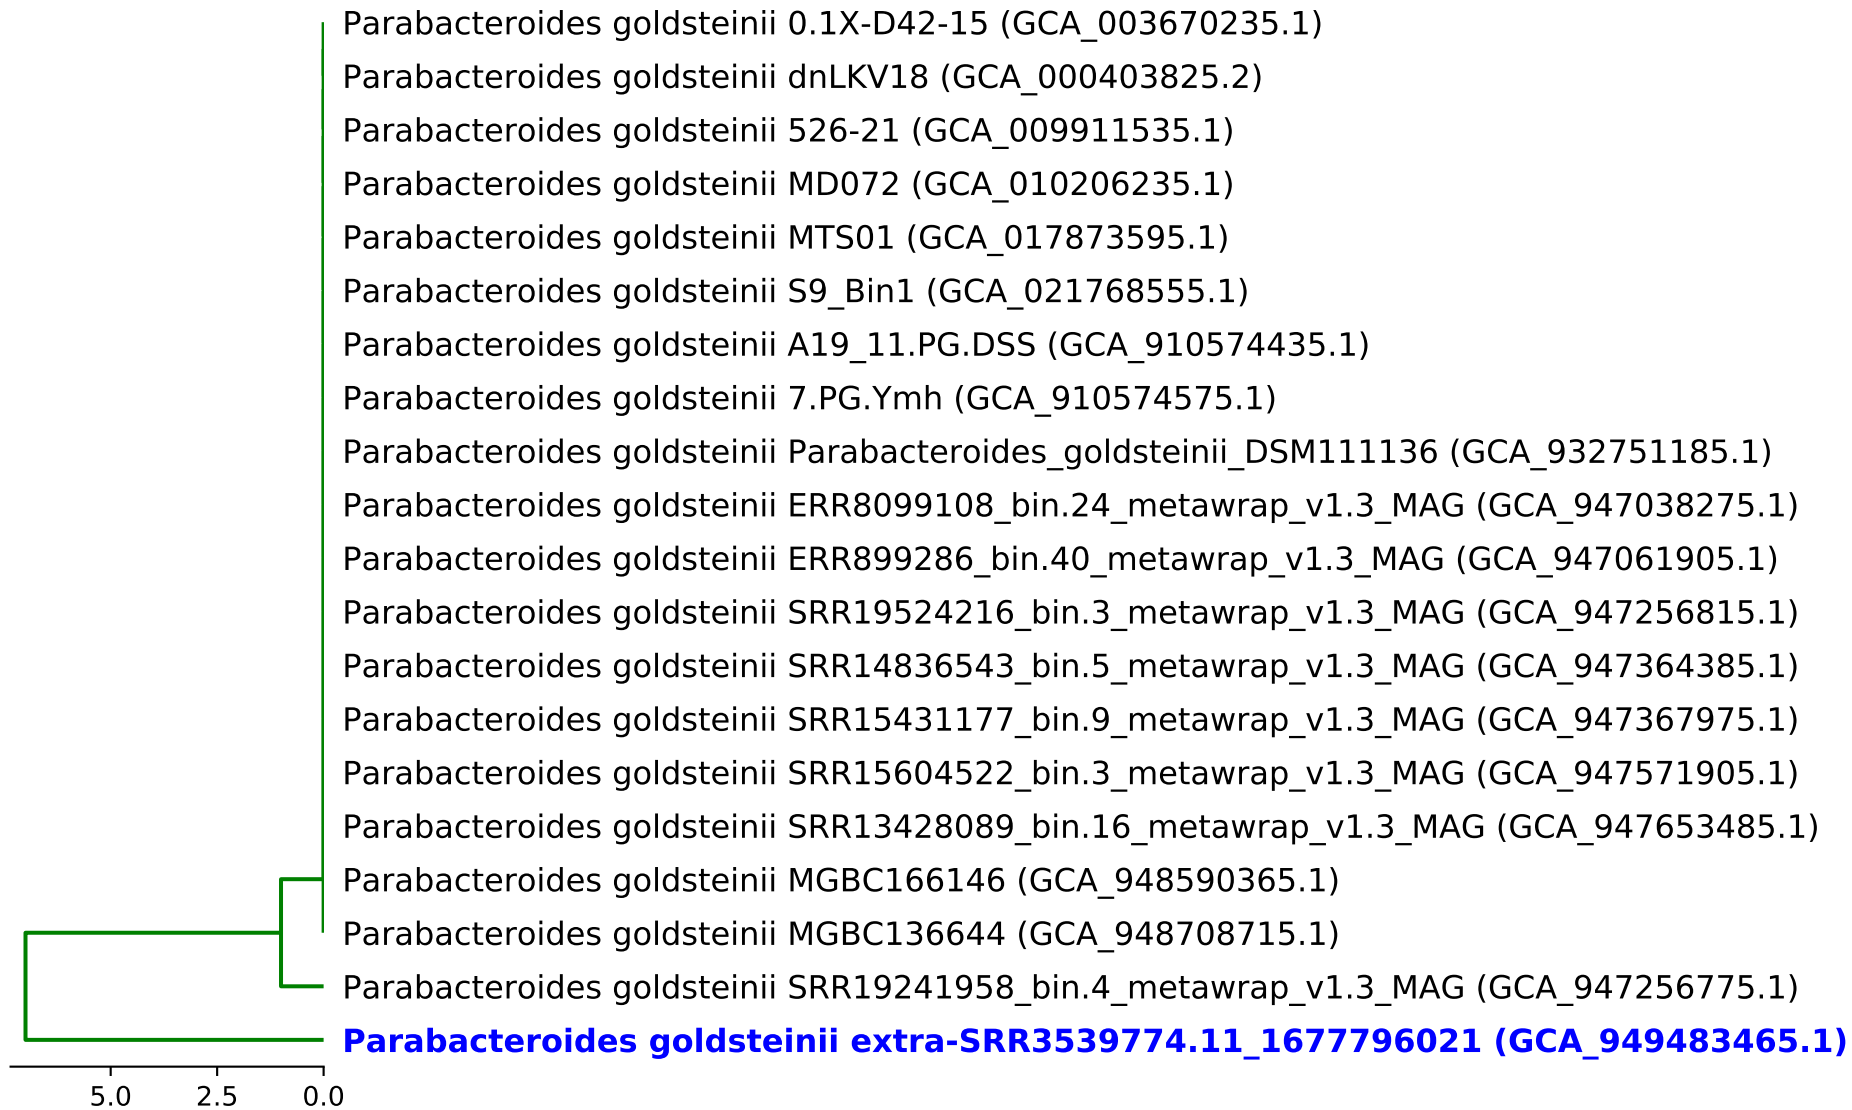 Parabacteroides goldsteinii 0.1X-D42-15 (GCA_003670235.1)
Parabacteroides goldsteinii dnLKV18 (GCA_000403825.2)
Parabacteroides goldsteinii 526-21 (GCA_009911535.1)
Parabacteroides goldsteinii MD072 (GCA_010206235.1)
Parabacteroides goldsteinii MTS01 (GCA_017873595.1)
Parabacteroides goldsteinii S9_Bin1 (GCA_021768555.1)
Parabacteroides goldsteinii A19_11.PG.DSS (GCA_910574435.1)
Parabacteroides goldsteinii 7.PG.Ymh (GCA_910574575.1)
Parabacteroides goldsteinii Parabacteroides_goldsteinii_DSM111136 (GCA_932751185.1)
Parabacteroides goldsteinii ERR8099108_bin.24_metawrap_v1.3_MAG (GCA_947038275.1)
Parabacteroides goldsteinii ERR899286_bin.40_metawrap_v1.3_MAG (GCA_947061905.1)
Parabacteroides goldsteinii SRR19524216_bin.3_metawrap_v1.3_MAG (GCA_947256815.1)
Parabacteroides goldsteinii SRR14836543_bin.5_metawrap_v1.3_MAG (GCA_947364385.1)
Parabacteroides goldsteinii SRR15431177_bin.9_metawrap_v1.3_MAG (GCA_947367975.1)
Parabacteroides goldsteinii SRR15604522_bin.3_metawrap_v1.3_MAG (GCA_947571905.1)
Parabacteroides goldsteinii SRR13428089_bin.16_metawrap_v1.3_MAG (GCA_947653485.1)
Parabacteroides goldsteinii MGBC166146 (GCA_948590365.1)
Parabacteroides goldsteinii MGBC136644 (GCA_948708715.1)
Parabacteroides goldsteinii SRR19241958_bin.4_metawrap_v1.3_MAG (GCA_947256775.1)
Parabacteroides goldsteinii extra-SRR3539774.11_1677796021 (GCA_949483465.1)
5.0 2.5 0.0